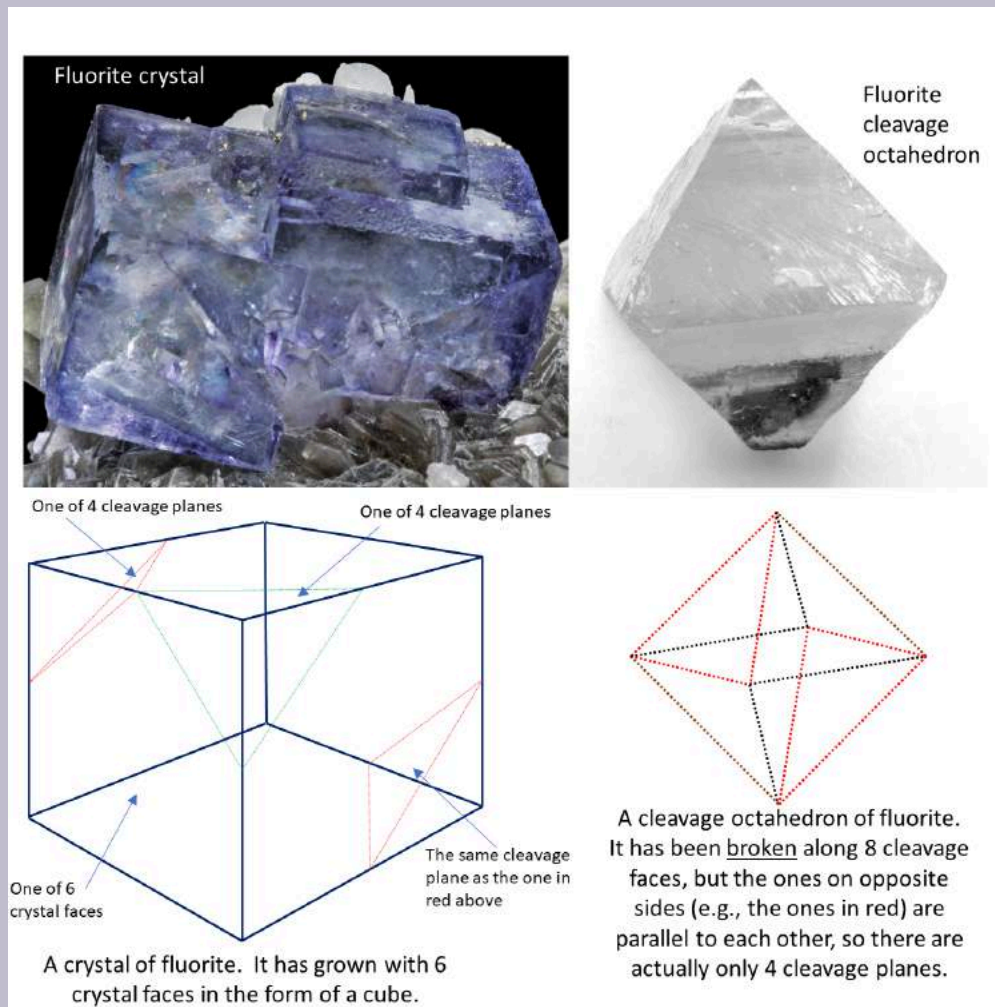 Fluorite crystal
Fluorite
cleavage
octahedron
One of 4 cleavage planes
One of 4 cleavage planes
One of 6
crystal faces
The same cleavage
plane as the one in
red above
A crystal of fluorite. It has grown with 6
crystal faces in the form of a cube.
A cleavage octahedron of fluorite.
It has been broken along 8 cleavage
faces, but the ones on opposite
sides (e.g., the ones in red) are
parallel to each other, so there are
actually only 4 cleavage planes.